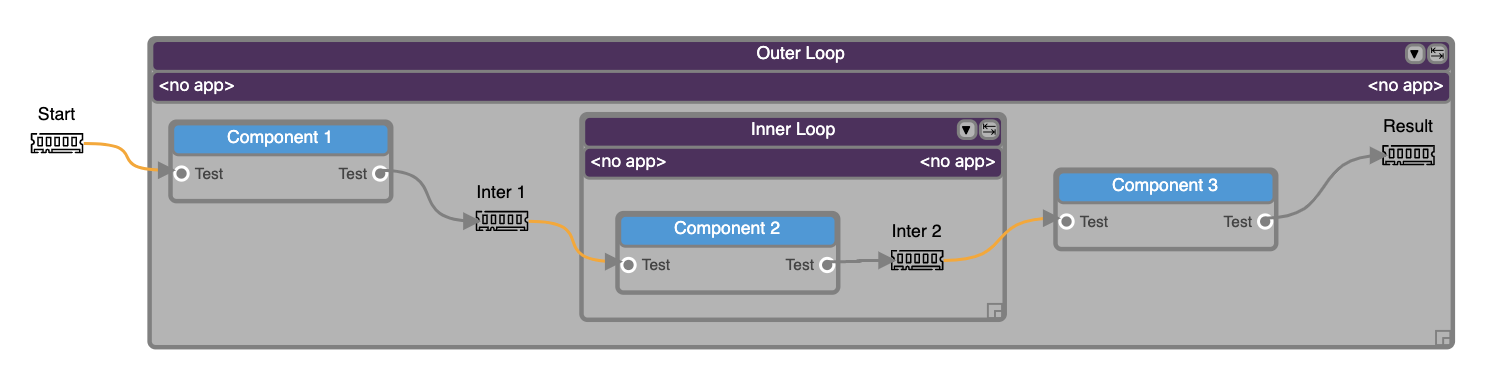 Outer Loop
<no app> <no app>
Start
Component 1
Test Test
Inter 1
Inner Loop
<no app> <no app>
Component 2
Test Test
Inter 2
Component 3
Test Test
Result